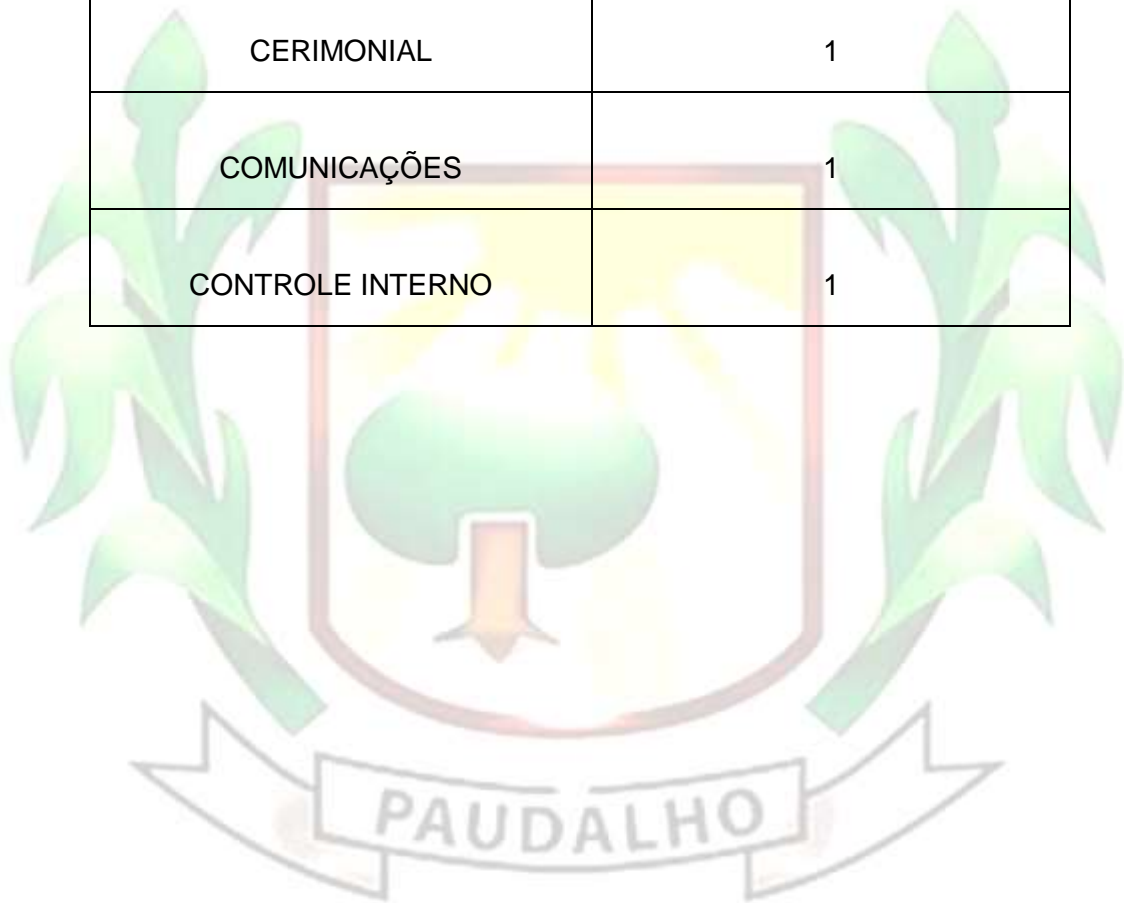 CERIMONIAL 1
COMUNICAÇÕES 1
CONTROLE INTERNO 1
PAUDALHO